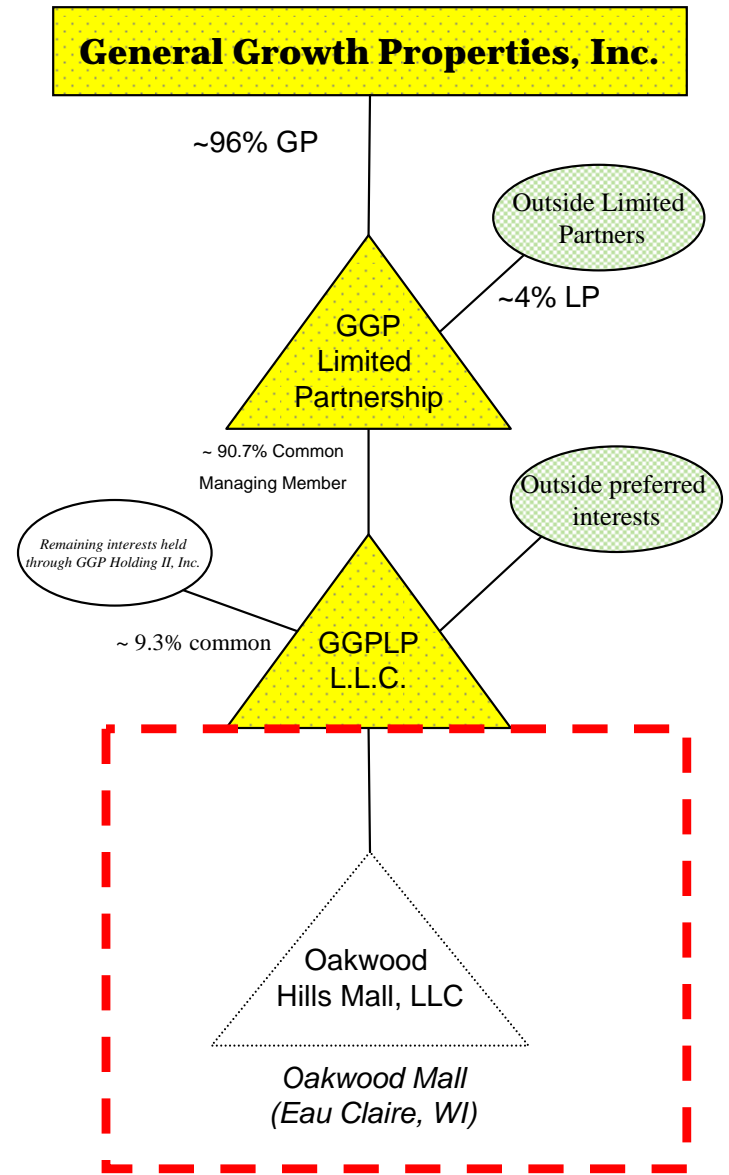 General Growth Properties, Inc.
~96% GP
Outside Limited
Partners
~4% LP
GGP
Limited
Partnership
~ 90.7% Common
Managing Member
Outside preferred
interests
Remaining interests held
through GGP Holding II, Inc.
~ 9.3% common
GGPLP
L.L.C.
Oakwood
Hills Mall, LLC
Oakwood Mall
(Eau Claire, WI)